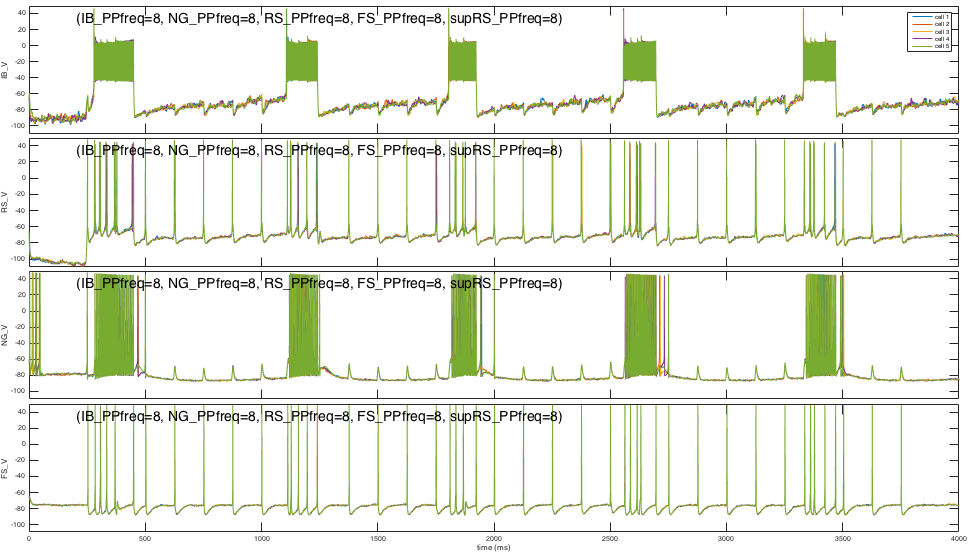 (IB_PPfreq=8, NG_PPfreq=8, RS_PPfreq=8, FS_PPfreq=8, supRS_PPfreq=8)
cell 1
cell 2
cell 3
cell 4
cell 5
40
20
0
-20
-40
-60
-80
-100
IB_V
(IB_PPfreq=8, NG_PPfreq=8, RS_PPfreq=8, FS_PPfreq=8, supRS_PPfreq=8)
40
20
0
-20
-40
-60
-80
-100
RS_V
(IB_PPfreq=8, NG_PPfreq=8, RS_PPfreq=8, FS_PPfreq=8, supRS_PPfreq=8)
40
20
0
-20
-40
-60
-80
-100
NG_V
(IB_PPfreq=8, NG_PPfreq=8, RS_PPfreq=8, FS_PPfreq=8, supRS_PPfreq=8)
40
20
0
-20
-40
-60
-80
-100
FS_V
0 500 1000 1500 2000 2500 3000 3500 4000
time (ms)